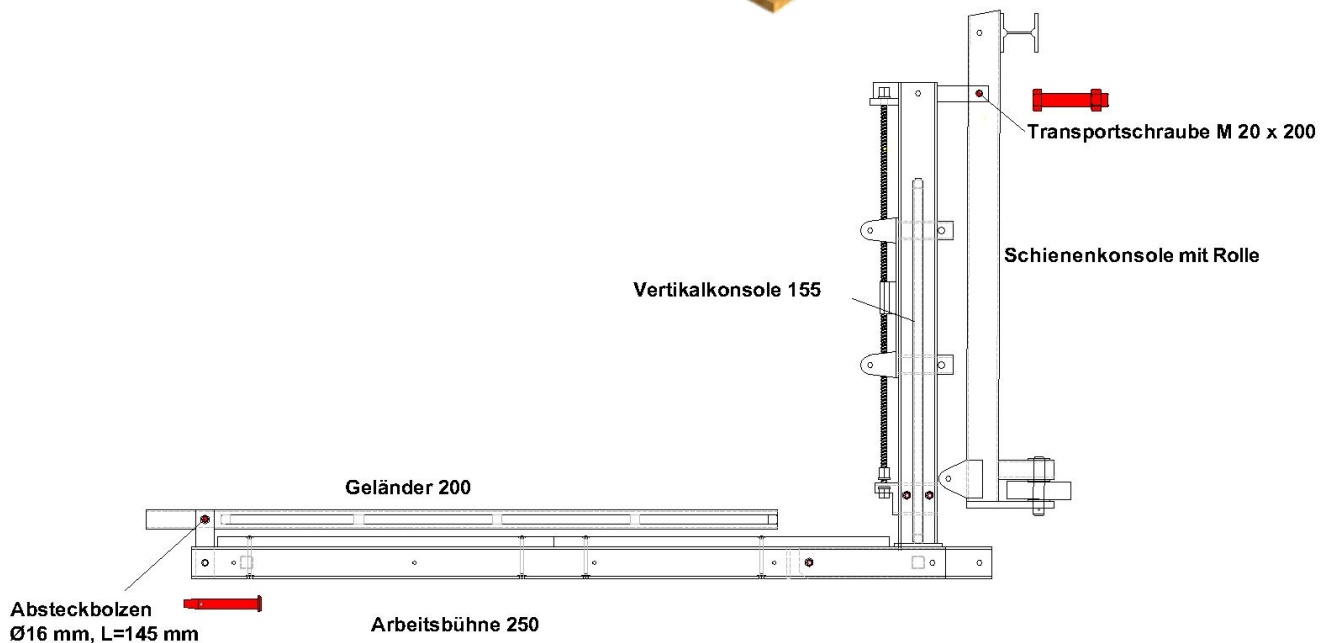 Transportschraube M 20 x 200
Schienenkonsole mit Rolle
Vertikalkonsole 155
Geländer 200
Absteckbolzen
Ø16 mm, L=145 mm
Arbeitsbühne 250